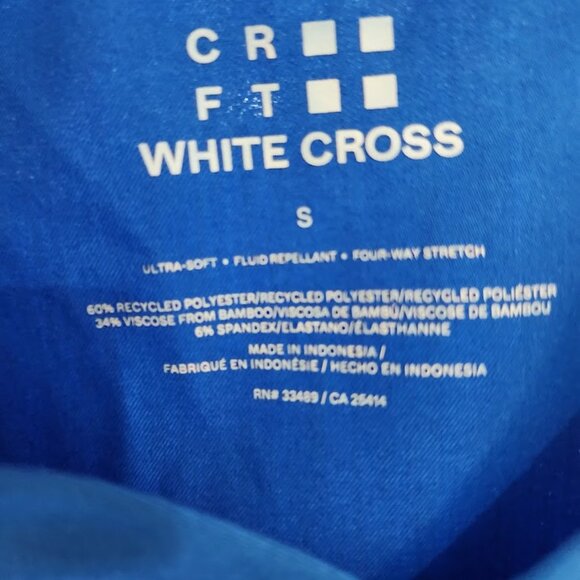 CR
FT
WHITE CROSS
S
ULTRA-SOFT • FLUID REPELLANT • FOUR-WAY STRETCH
60% RECYCLED POLYESTER/RECYCLED POLYESTER/RECYCLED POLIÉSTER
34% VISCOSE FROM BAMBOO/VISCOSA DE BAMBÚ/VISCOSE DE BAMBOU
6% SPANDEX/ELASTANO/ÉLASTHANNE
MADE IN INDONESIA /
FABRIQUÉ EN INDONÉSIE / HECHO EN INDONESIA
RN# 33489 / CA 25414